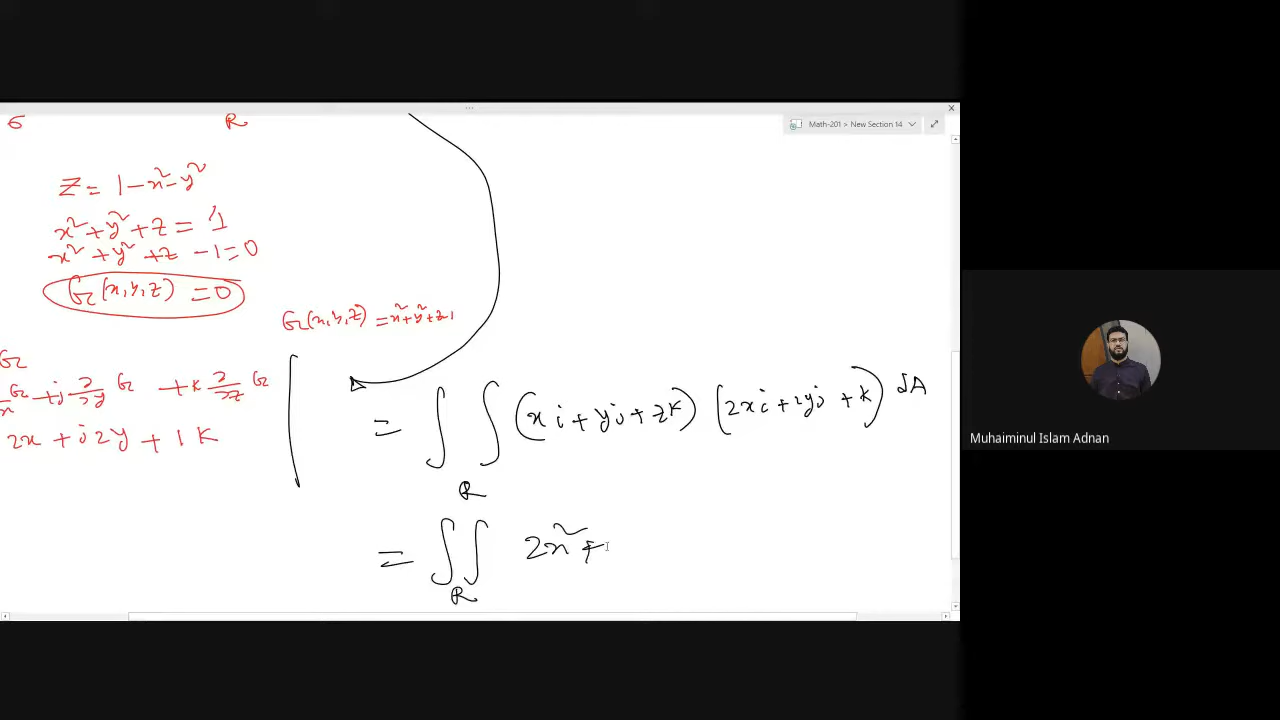 Math-201 > New Section 14
σ R
z = 1 - x² - y²
x² + y² + z = 1
x² + y² + z - 1 = 0
G(x, y, z) = 0
G(x, y, z) = x² + y² + z - 1
G
G + j ∂/∂y G + k ∂/∂z G
x
2x + j 2y + 1 k
= ∫ ∫ (x i + y j + z k) (2x i + 2y j + k) dA
R
= ∫∫ 2x² +
R
Muhaiminul Islam Adnan